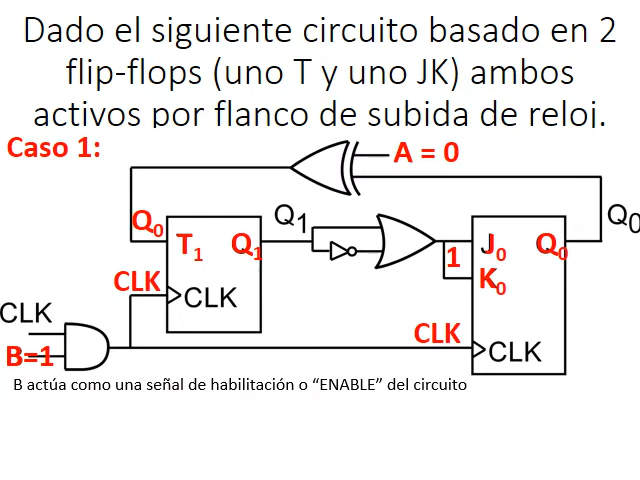 Dado el siguiente circuito basado en 2
flip-flops (uno T y uno JK) ambos
activos por flanco de subida de reloj.
Caso 1:
A = 0
Q0
Q1
Q0
T1
Q1
J0
Q0
1
K0
CLK
CLK
CLK
CLK
CLK
B=1
B actúa como una señal de habilitación o “ENABLE” del circuito